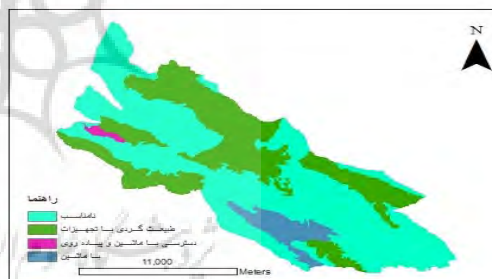 N
راهنما
نامناسب
طبیعت گردی با تجهیزات
دسترسی با ماشین و پیاده روی
با ماشین
11,000
Meters